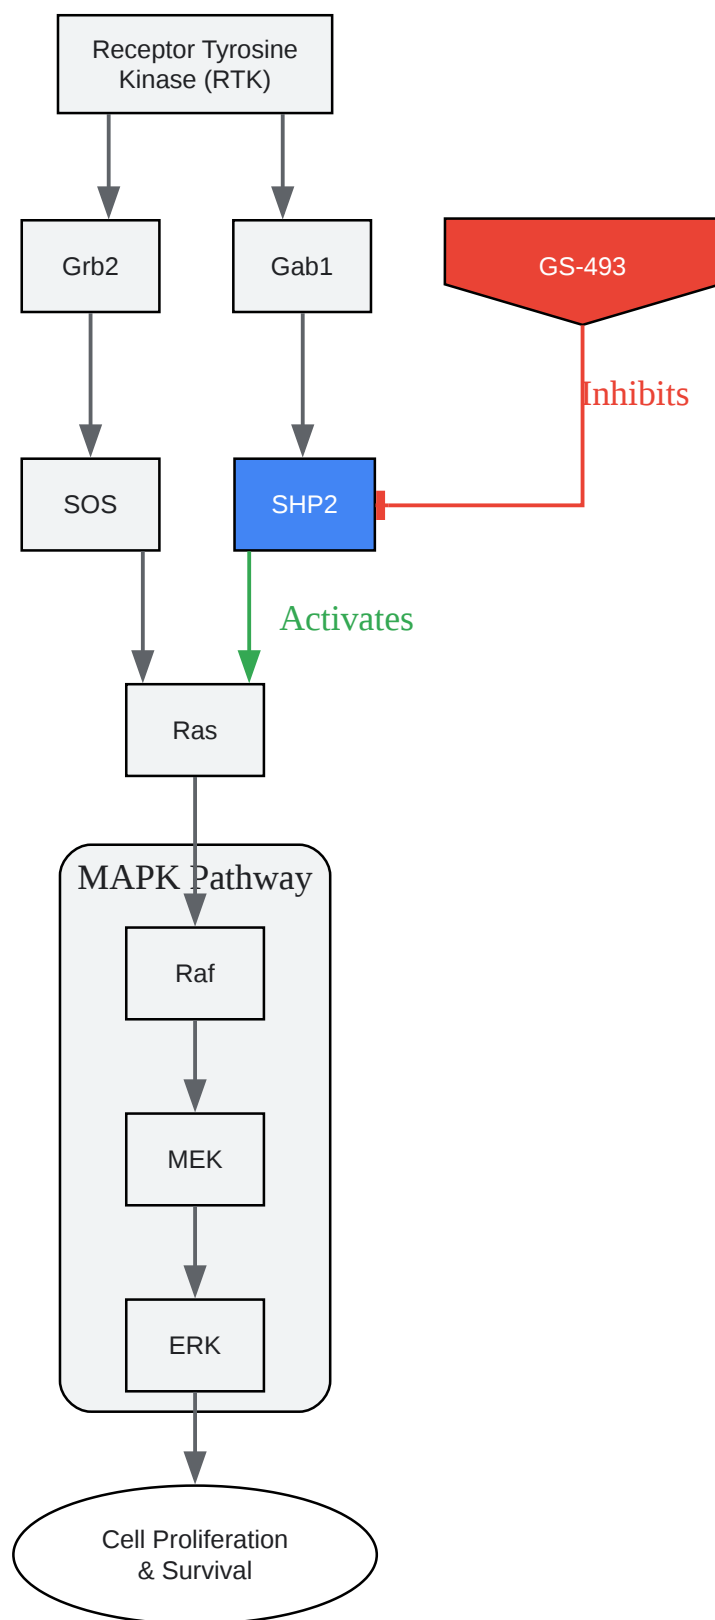 Receptor Tyrosine
Kinase (RTK)
Grb2
Gab1
GS-493
Inhibits
SOS
SHP2
Activates
Ras
MAPK Pathway
Raf
MEK
ERK
Cell Proliferation
& Survival